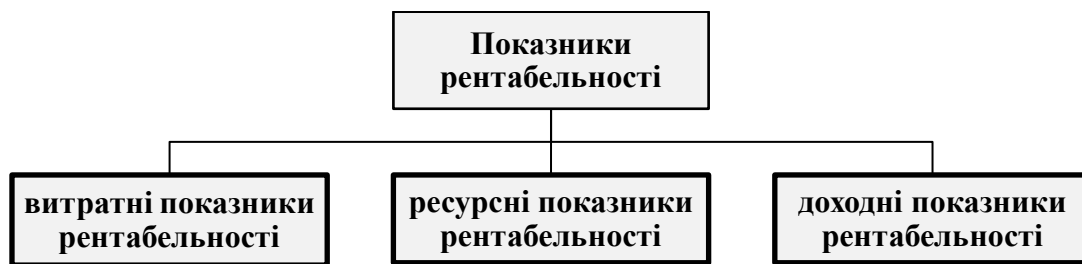 Показники
рентабельності
витратні показники
рентабельності
ресурсні показники
рентабельності
доходні показники
рентабельності